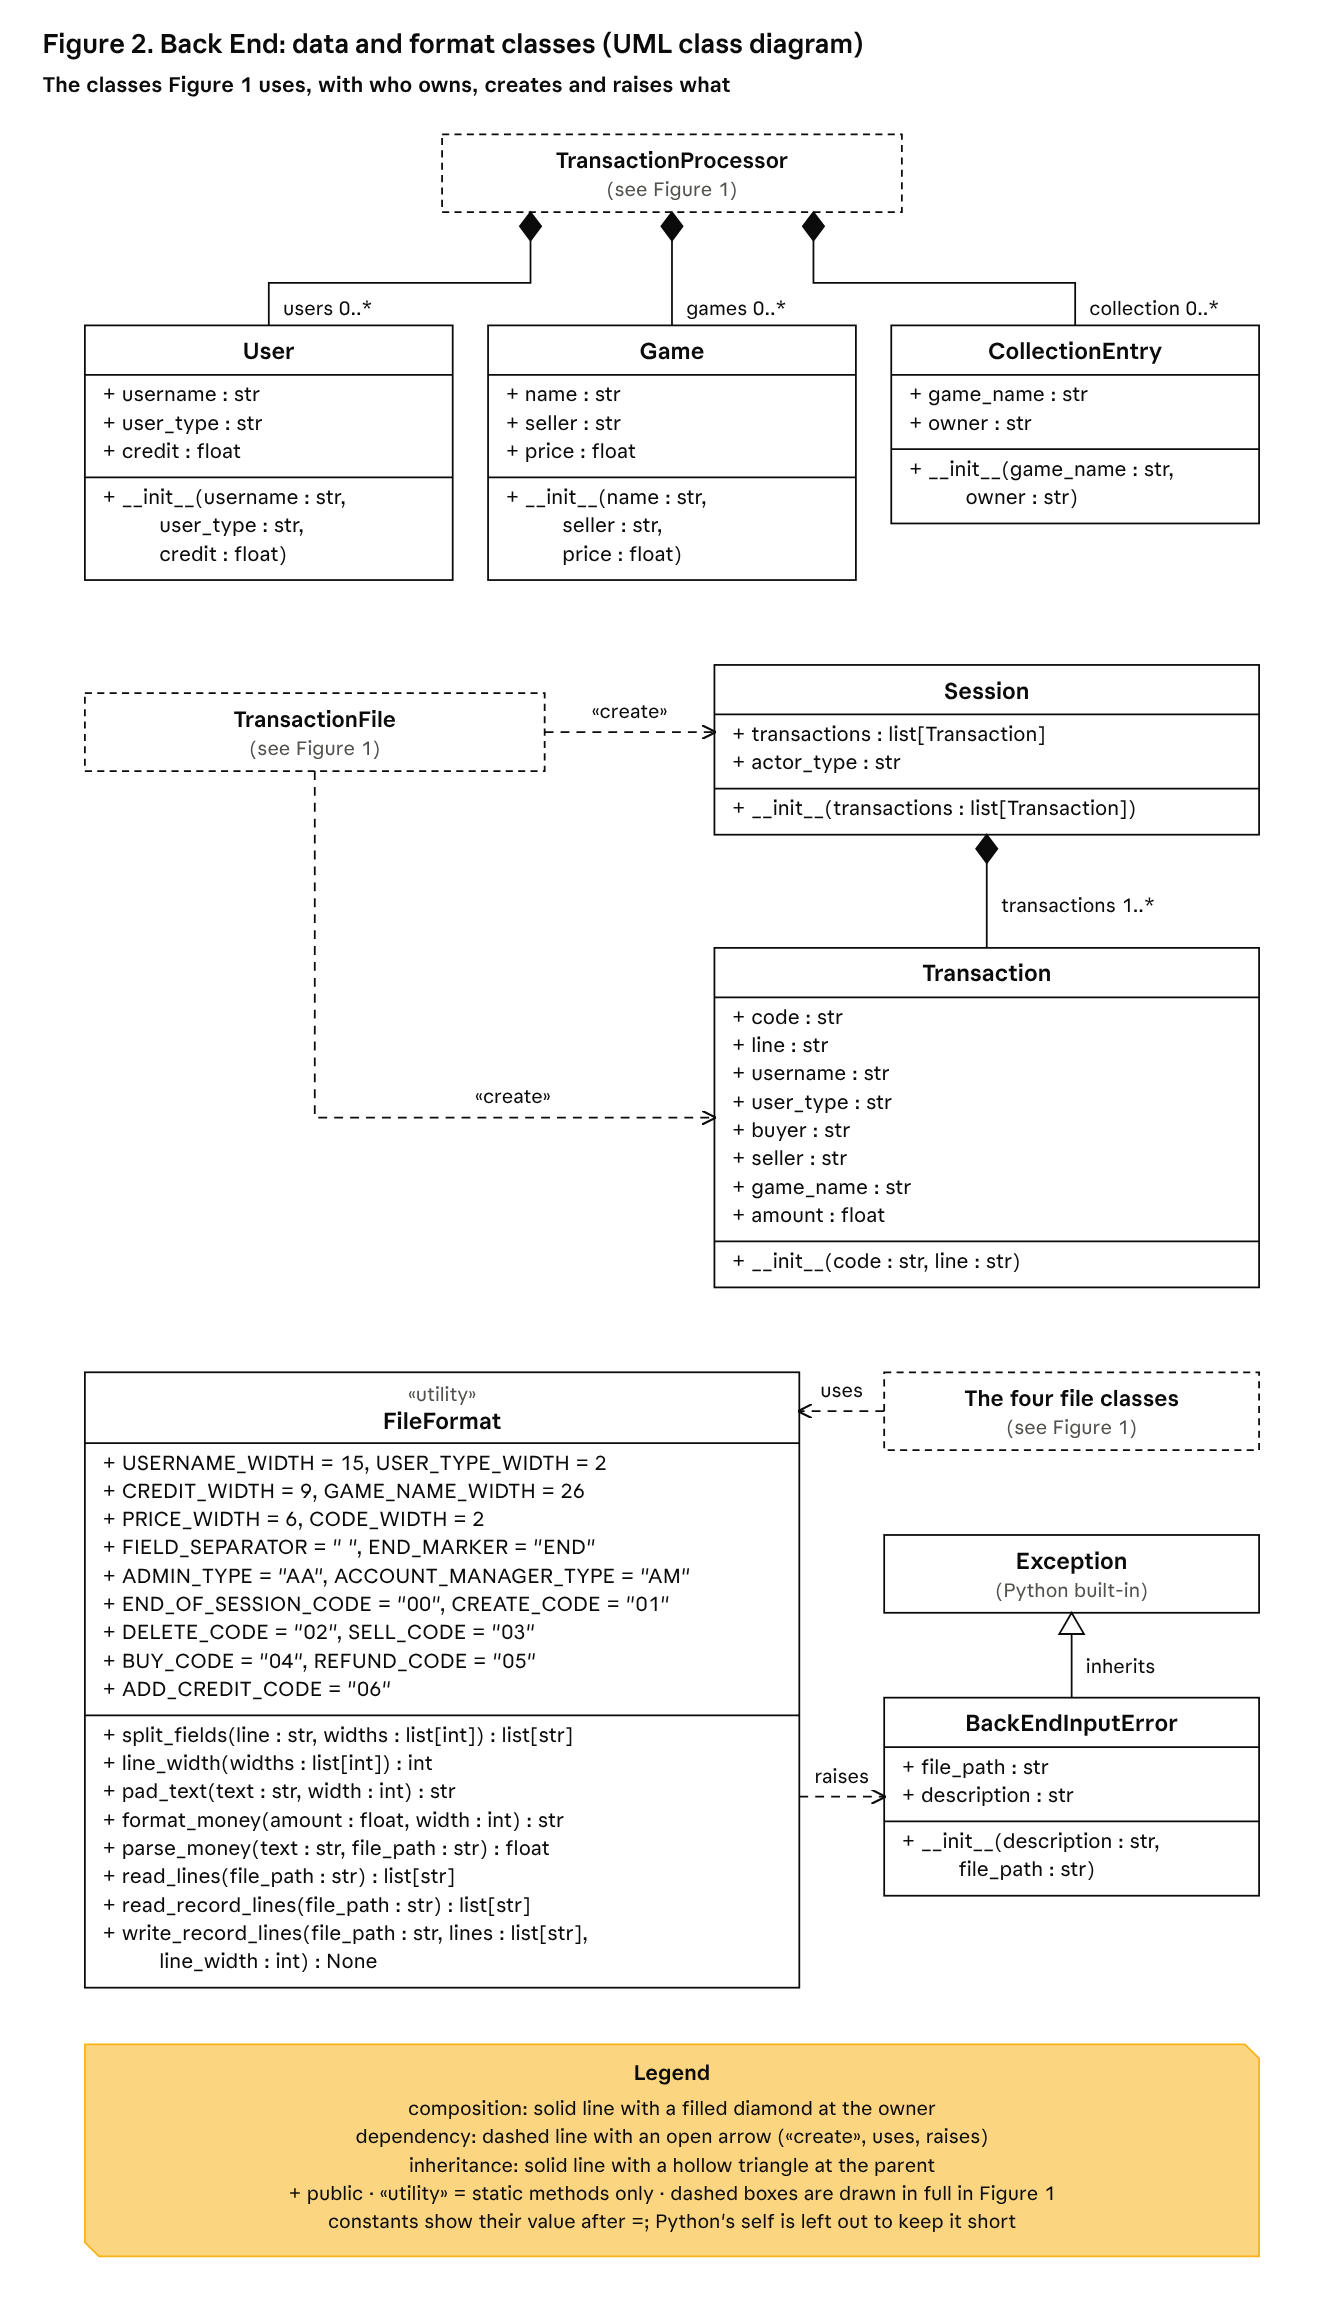 Figure 2. Back End: data and format classes (UML class diagram)
The classes Figure 1 uses, with who owns, creates and raises what
TransactionProcessor
(see Figure 1)
users 0..*
games 0..*
collection 0..*
User
+ username : str
+ user_type : str
+ credit : float
+ __init__(username : str,
user_type : str,
credit : float)
Game
+ name : str
+ seller : str
+ price : float
+ __init__(name : str,
seller : str,
price : float)
CollectionEntry
+ game_name : str
+ owner : str
+ __init__(game_name : str,
owner : str)
TransactionFile
(see Figure 1)
«create»
Session
+ transactions : list[Transaction]
+ actor_type : str
+ __init__(transactions : list[Transaction])
transactions 1..*
«create»
Transaction
+ code : str
+ line : str
+ username : str
+ user_type : str
+ buyer : str
+ seller : str
+ game_name : str
+ amount : float
+ __init__(code : str, line : str)
«utility»
FileFormat
+ USERNAME_WIDTH = 15, USER_TYPE_WIDTH = 2
+ CREDIT_WIDTH = 9, GAME_NAME_WIDTH = 26
+ PRICE_WIDTH = 6, CODE_WIDTH = 2
+ FIELD_SEPARATOR = " ", END_MARKER = "END"
+ ADMIN_TYPE = "AA", ACCOUNT_MANAGER_TYPE = "AM"
+ END_OF_SESSION_CODE = "00", CREATE_CODE = "01"
+ DELETE_CODE = "02", SELL_CODE = "03"
+ BUY_CODE = "04", REFUND_CODE = "05"
+ ADD_CREDIT_CODE = "06"
+ split_fields(line : str, widths : list[int]) : list[str]
+ line_width(widths : list[int]) : int
+ pad_text(text : str, width : int) : str
+ format_money(amount : float, width : int) : str
+ parse_money(text : str, file_path : str) : float
+ read_lines(file_path : str) : list[str]
+ read_record_lines(file_path : str) : list[str]
+ write_record_lines(file_path : str, lines : list[str],
line_width : int) : None
uses
The four file classes
(see Figure 1)
Exception
(Python built-in)
inherits
raises
BackEndInputError
+ file_path : str
+ description : str
+ __init__(description : str,
file_path : str)
Legend
composition: solid line with a filled diamond at the owner
dependency: dashed line with an open arrow («create», uses, raises)
inheritance: solid line with a hollow triangle at the parent
+ public · «utility» = static methods only · dashed boxes are drawn in full in Figure 1
constants show their value after =; Python's self is left out to keep it short